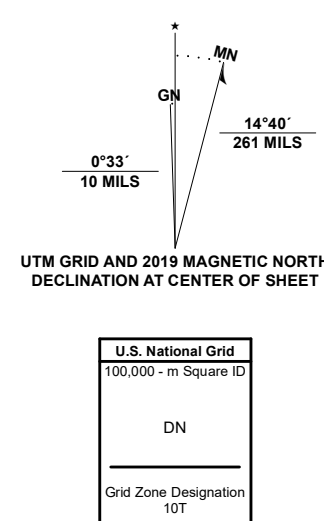 ★
MN
GN
14°40´
261 MILS
0°33´
10 MILS
UTM GRID AND 2019 MAGNETIC NORTH
DECLINATION AT CENTER OF SHEET
U.S. National Grid
100,000 - m Square ID
DN
Grid Zone Designation
10T